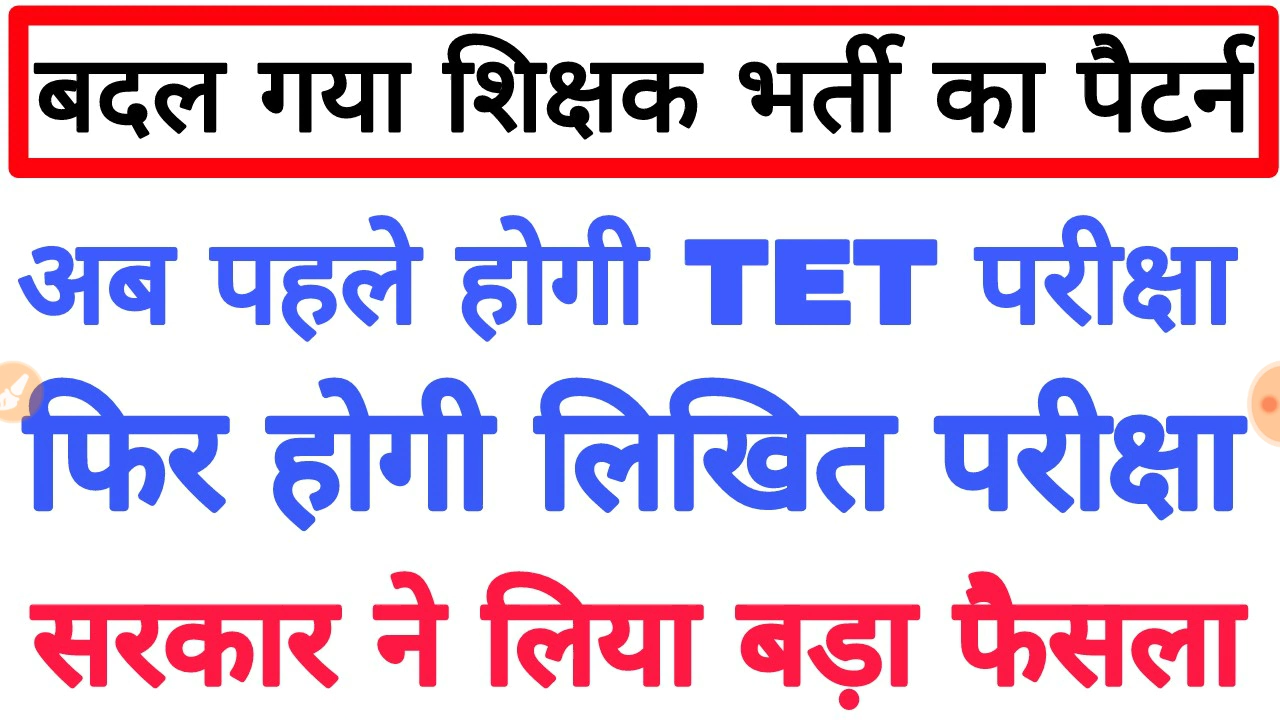 बदल गया शिक्षक भर्ती का पैटर्न
अब पहले होगी TET परीक्षा
फिर होगी लिखित परीक्षा
सरकार ने लिया बड़ा फैसला